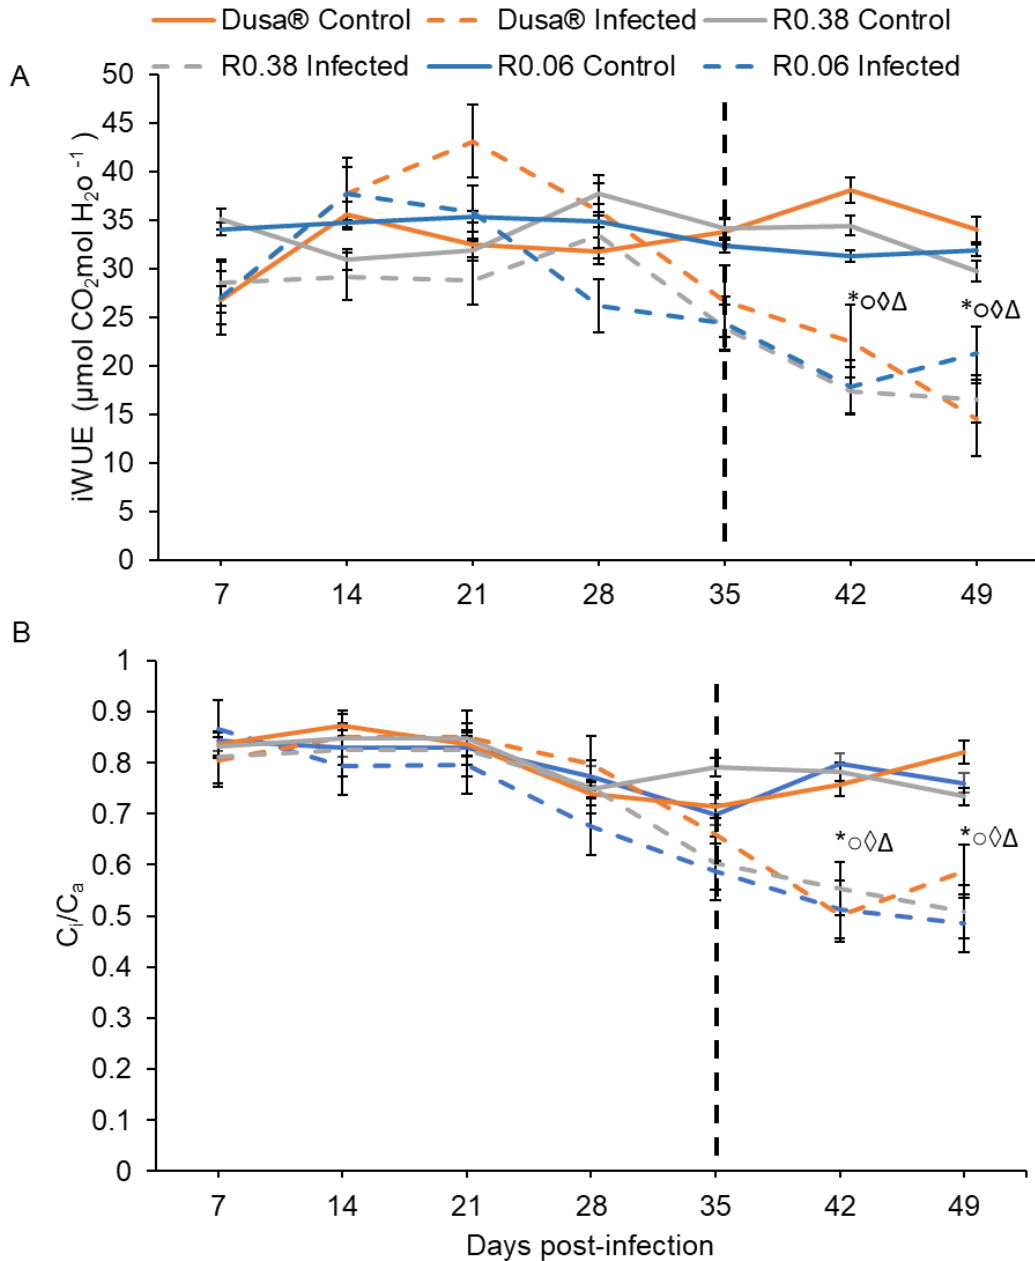 Dusa® Control Dusa® Infected R0.38 Control
R0.38 Infected R0.06 Control R0.06 Infected
A
iWUE (µmol CO₂mol H₂o⁻¹ )
50
45
40
35
30
25
20
15
10
5
0
*○◊Δ *○◊Δ
7 14 21 28 35 42 49
B
Cᵢ/Cₐ
1
0.9
0.8
0.7
0.6
0.5
0.4
0.3
0.2
0.1
0
*○◊Δ *○◊Δ
7 14 21 28 35 42 49
Days post-infection